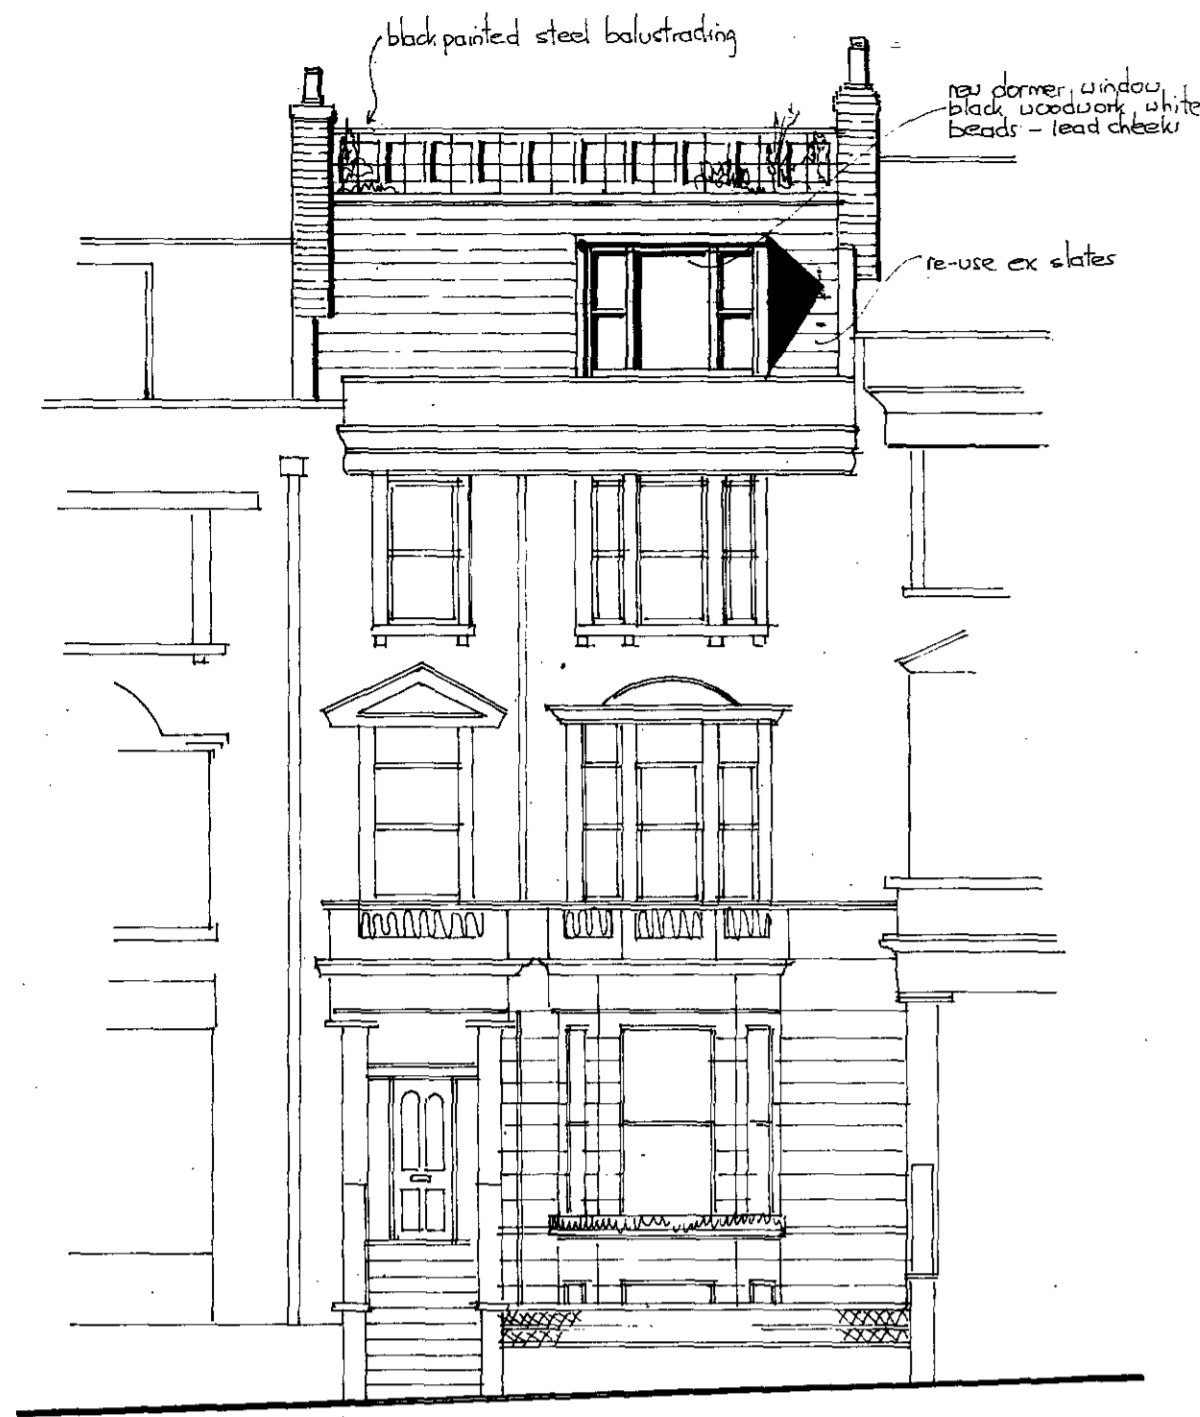 black painted steel balustrading
new dormer window
black woodwork white
beads - lead cheeks
re-use ex slates